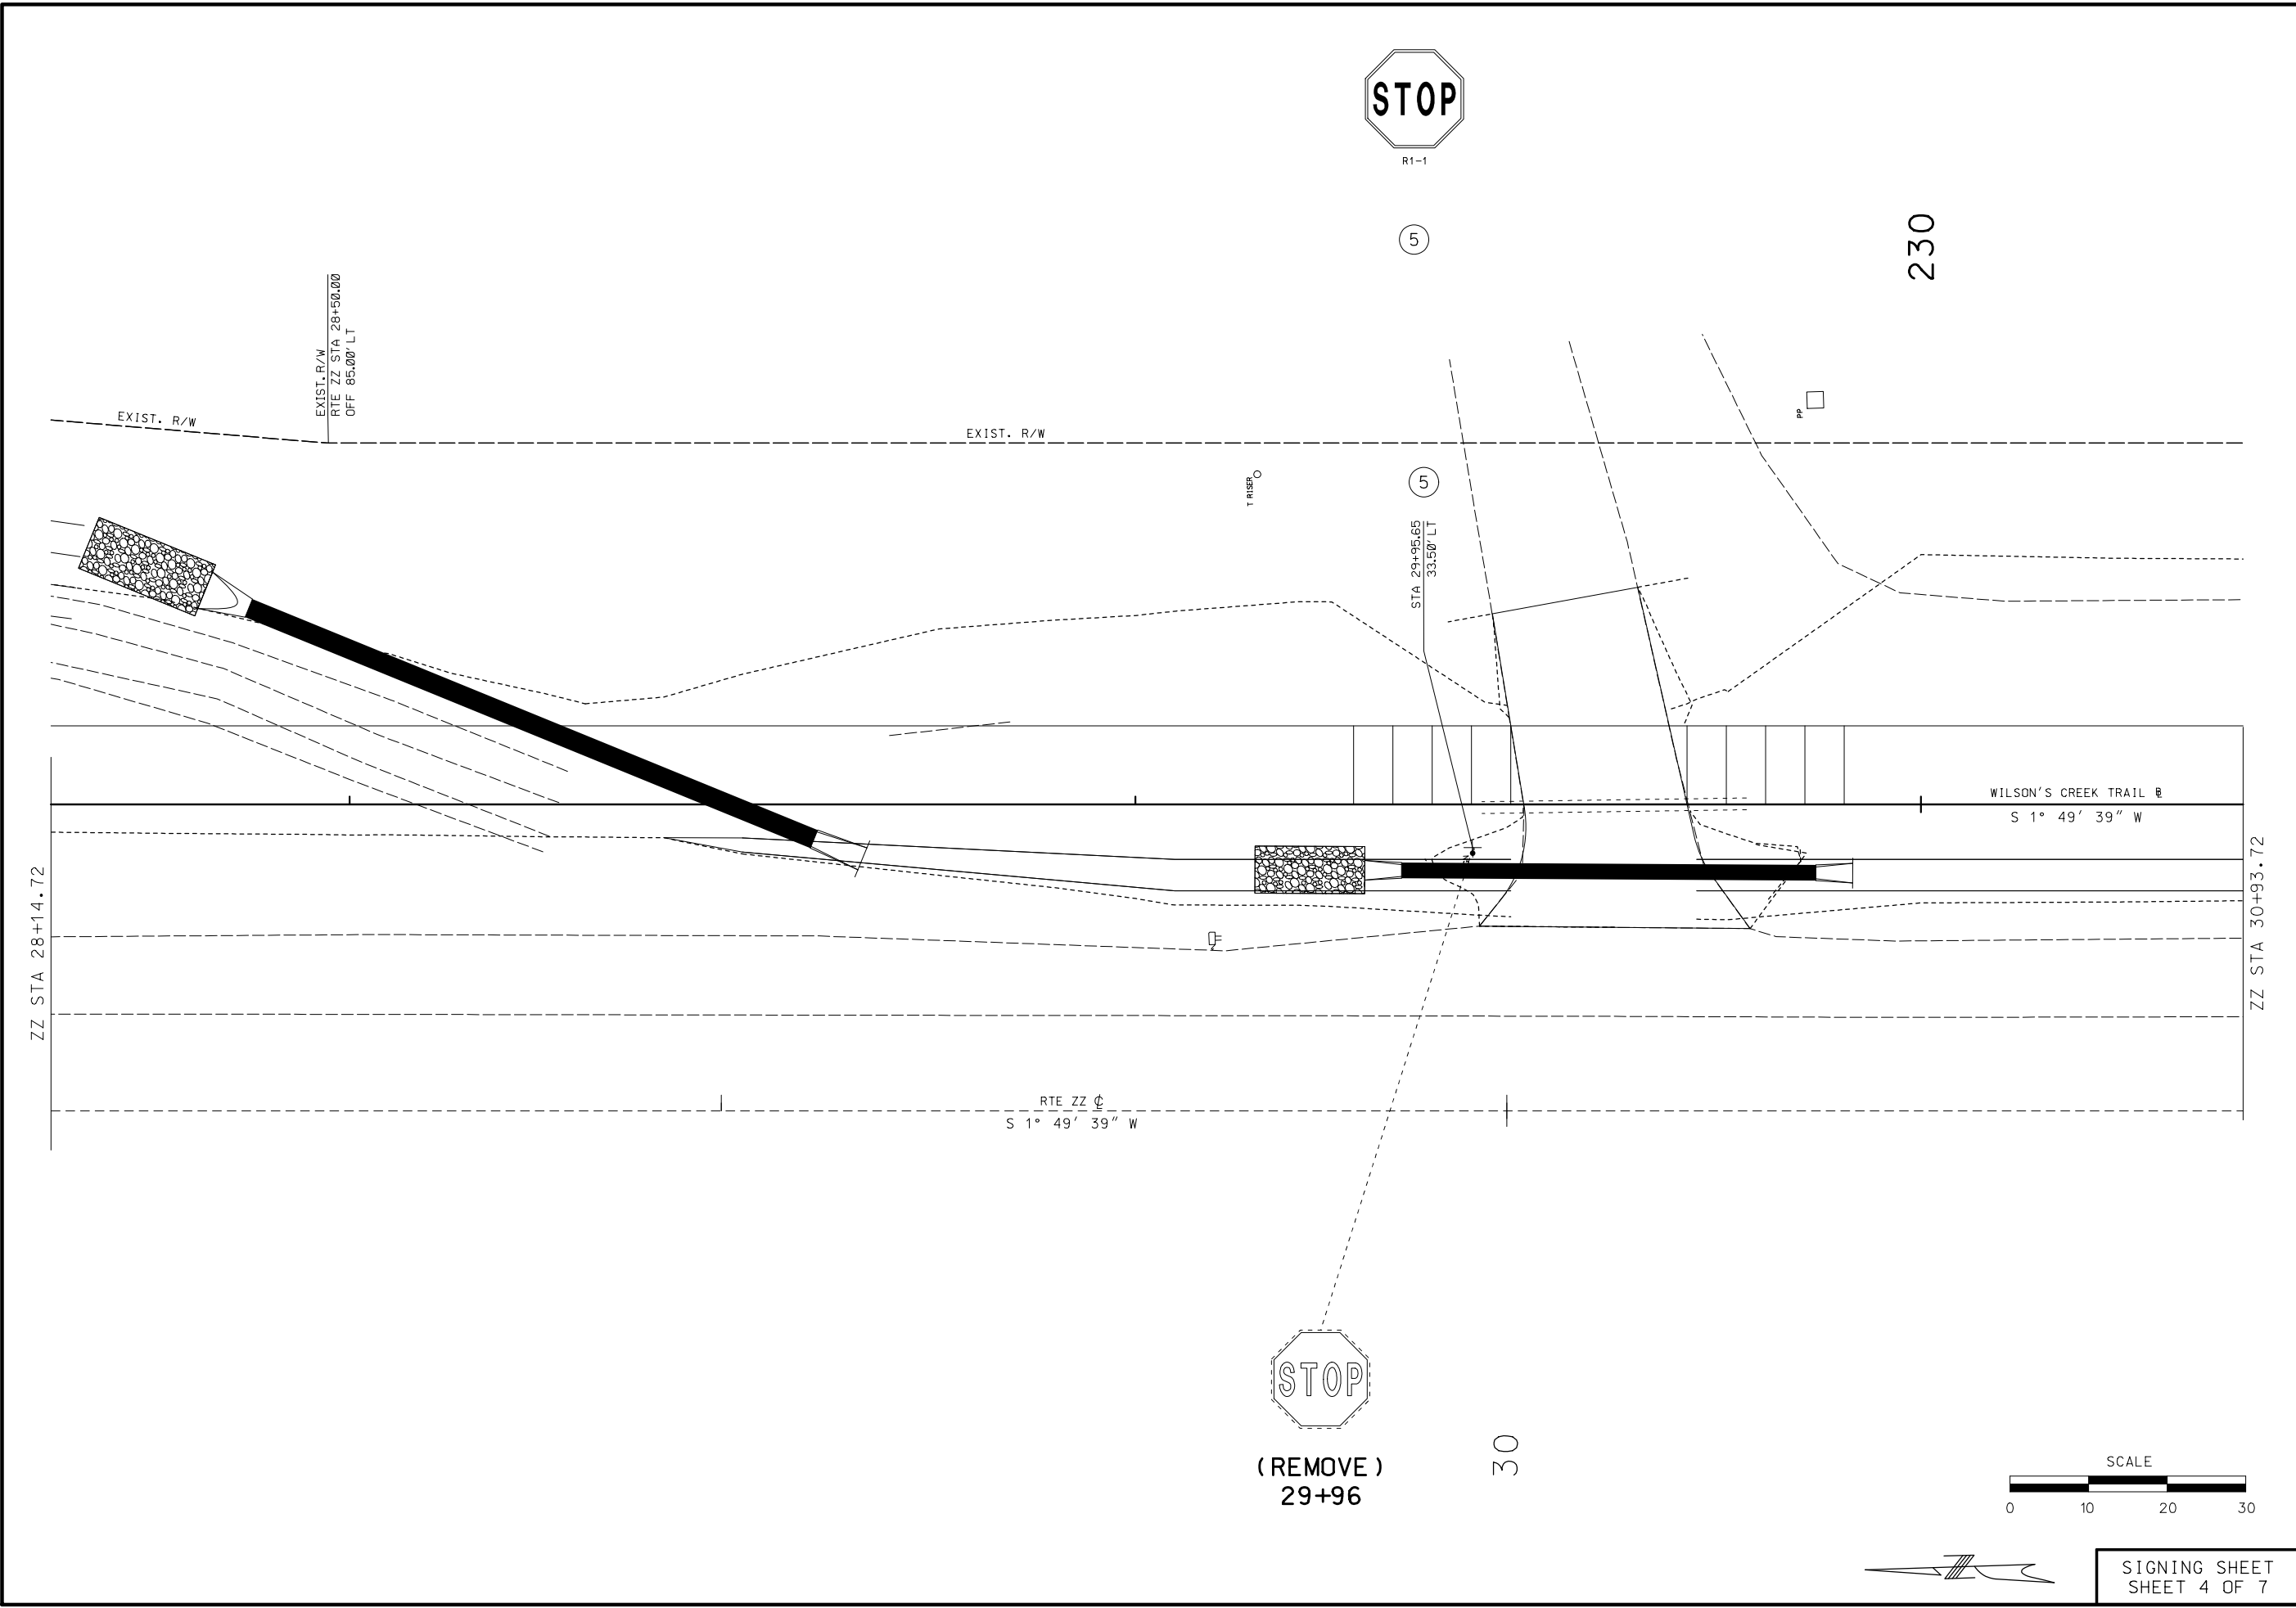 STOP
R1-1
5
230
EXIST. R/W
RTE ZZ STA 28+50.00
OFF 85.00' LT
EXIST. R/W
EXIST. R/W
PP
T RISER
5
STA 29+95.65
33.50' LT
WILSON'S CREEK TRAIL ⅊
S 1° 49' 39" W
ZZ STA 28+14.72
ZZ STA 30+93.72
RTE ZZ ℄
S 1° 49' 39" W
STOP
(REMOVE)
29+96
30
SCALE
0 10 20 30
SIGNING SHEET
SHEET 4 OF 7